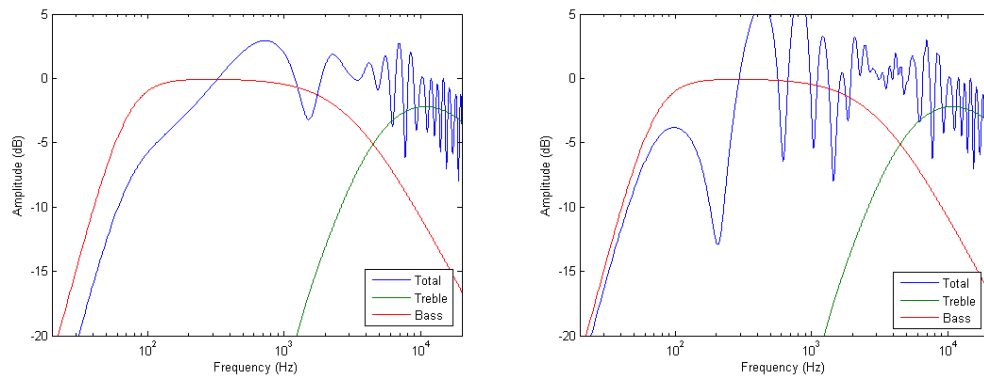 5
0
-5
-10
-15
-20
Amplitude (dB)
10^2
10^3
10^4
Frequency (Hz)
Total
Treble
Bass
5
0
-5
-10
-15
-20
Amplitude (dB)
10^2
10^3
10^4
Frequency (Hz)
Total
Treble
Bass